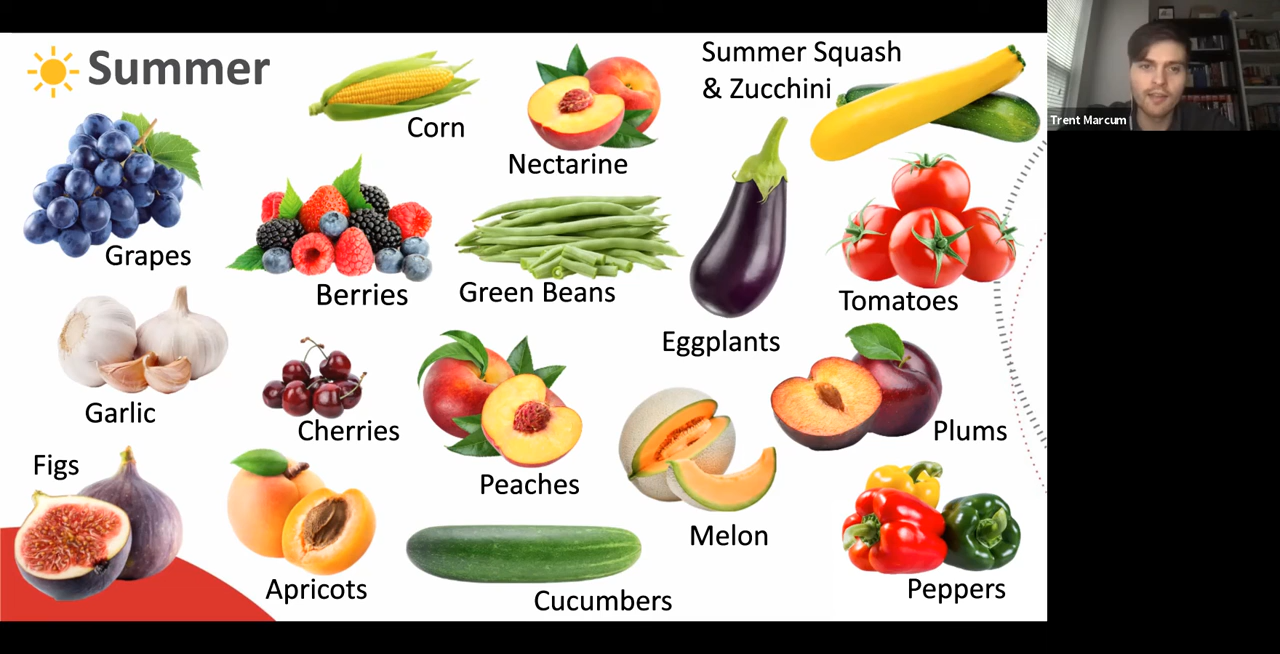 Summer
Corn
Nectarine
Summer Squash
& Zucchini
Trent Marcum
Grapes
Berries
Green Beans
Eggplants
Tomatoes
Garlic
Cherries
Peaches
Melon
Plums
Figs
Apricots
Cucumbers
Peppers